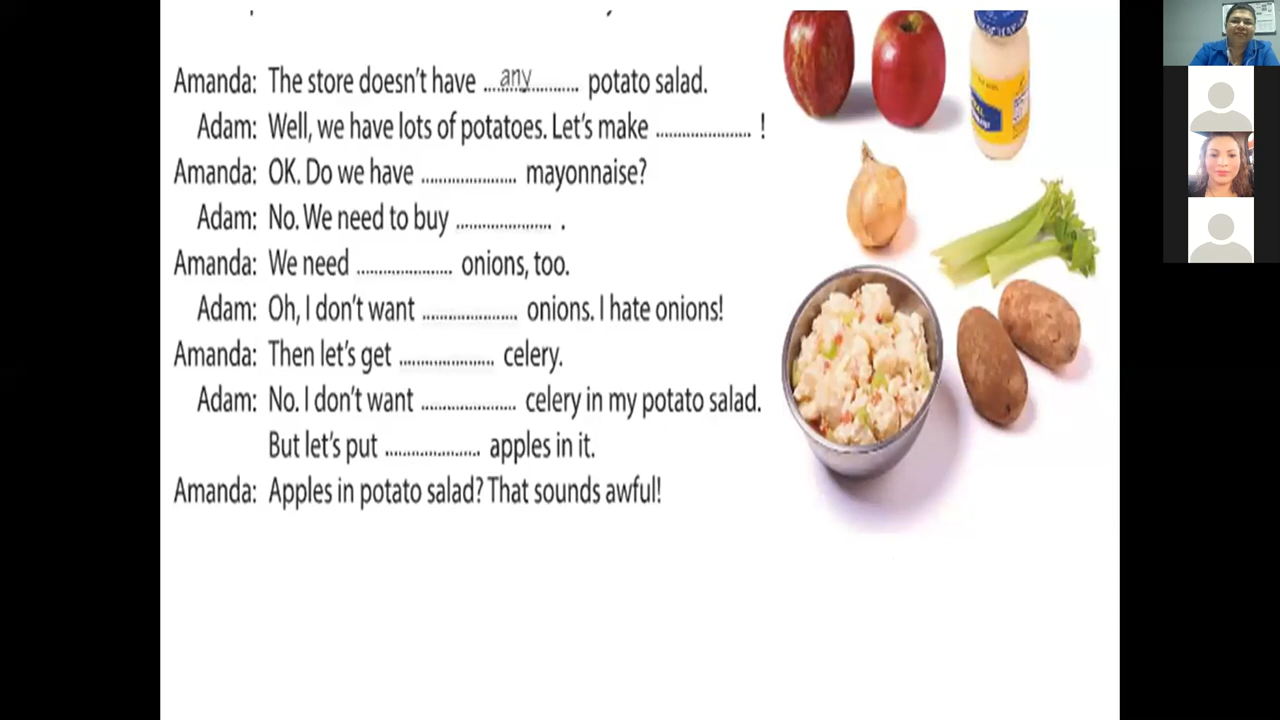 Amanda: The store doesn't have ...any... potato salad.
Adam: Well, we have lots of potatoes. Let's make .................... !
Amanda: OK. Do we have .................... mayonnaise?
Adam: No. We need to buy .................... .
Amanda: We need .................... onions, too.
Adam: Oh, I don't want .................... onions. I hate onions!
Amanda: Then let's get .................... celery.
Adam: No. I don't want .................... celery in my potato salad.
But let's put .................... apples in it.
Amanda: Apples in potato salad? That sounds awful!